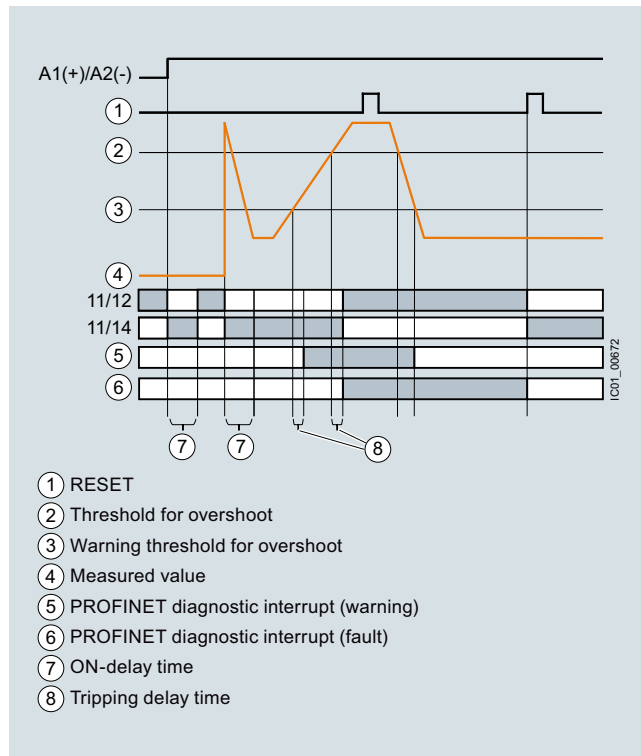 A1(+)/A2(-)
1
2
3
4
11/12
11/14
5
6
IC01_00672
7 7 8
1 RESET
2 Threshold for overshoot
3 Warning threshold for overshoot
4 Measured value
5 PROFINET diagnostic interrupt (warning)
6 PROFINET diagnostic interrupt (fault)
7 ON-delay time
8 Tripping delay time